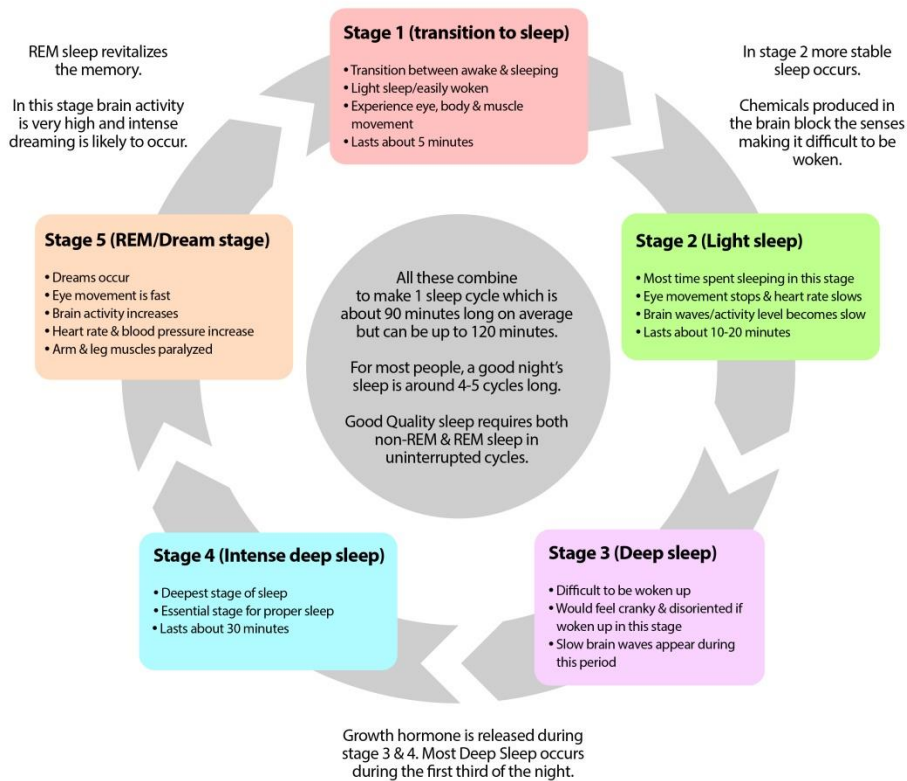 Stage 1 (transition to sleep)
• Transition between awake & sleeping
• Light sleep/easily woken
• Experience eye, body & muscle
movement
• Lasts about 5 minutes
In stage 2 more stable
sleep occurs.
Chemicals produced in
the brain block the senses
making it difficult to be
woken.
Stage 2 (Light sleep)
• Most time spent sleeping in this stage
• Eye movement stops & heart rate slows
• Brain waves/activity level becomes slow
• Lasts about 10-20 minutes
Stage 3 (Deep sleep)
• Difficult to be woken up
• Would feel cranky & disoriented if
woken up in this stage
• Slow brain waves appear during
this period
Growth hormone is released during
stage 3 & 4. Most Deep Sleep occurs
during the first third of the night.
Stage 4 (Intense deep sleep)
• Deepest stage of sleep
• Essential stage for proper sleep
• Lasts about 30 minutes
Stage 5 (REM/Dream stage)
• Dreams occur
• Eye movement is fast
• Brain activity increases
• Heart rate & blood pressure increase
• Arm & leg muscles paralyzed
REM sleep revitalizes
the memory.
In this stage brain activity
is very high and intense
dreaming is likely to occur.
All these combine
to make 1 sleep cycle which is
about 90 minutes long on average
but can be up to 120 minutes.
For most people, a good night's
sleep is around 4-5 cycles long.
Good Quality sleep requires both
non-REM & REM sleep in
uninterrupted cycles.